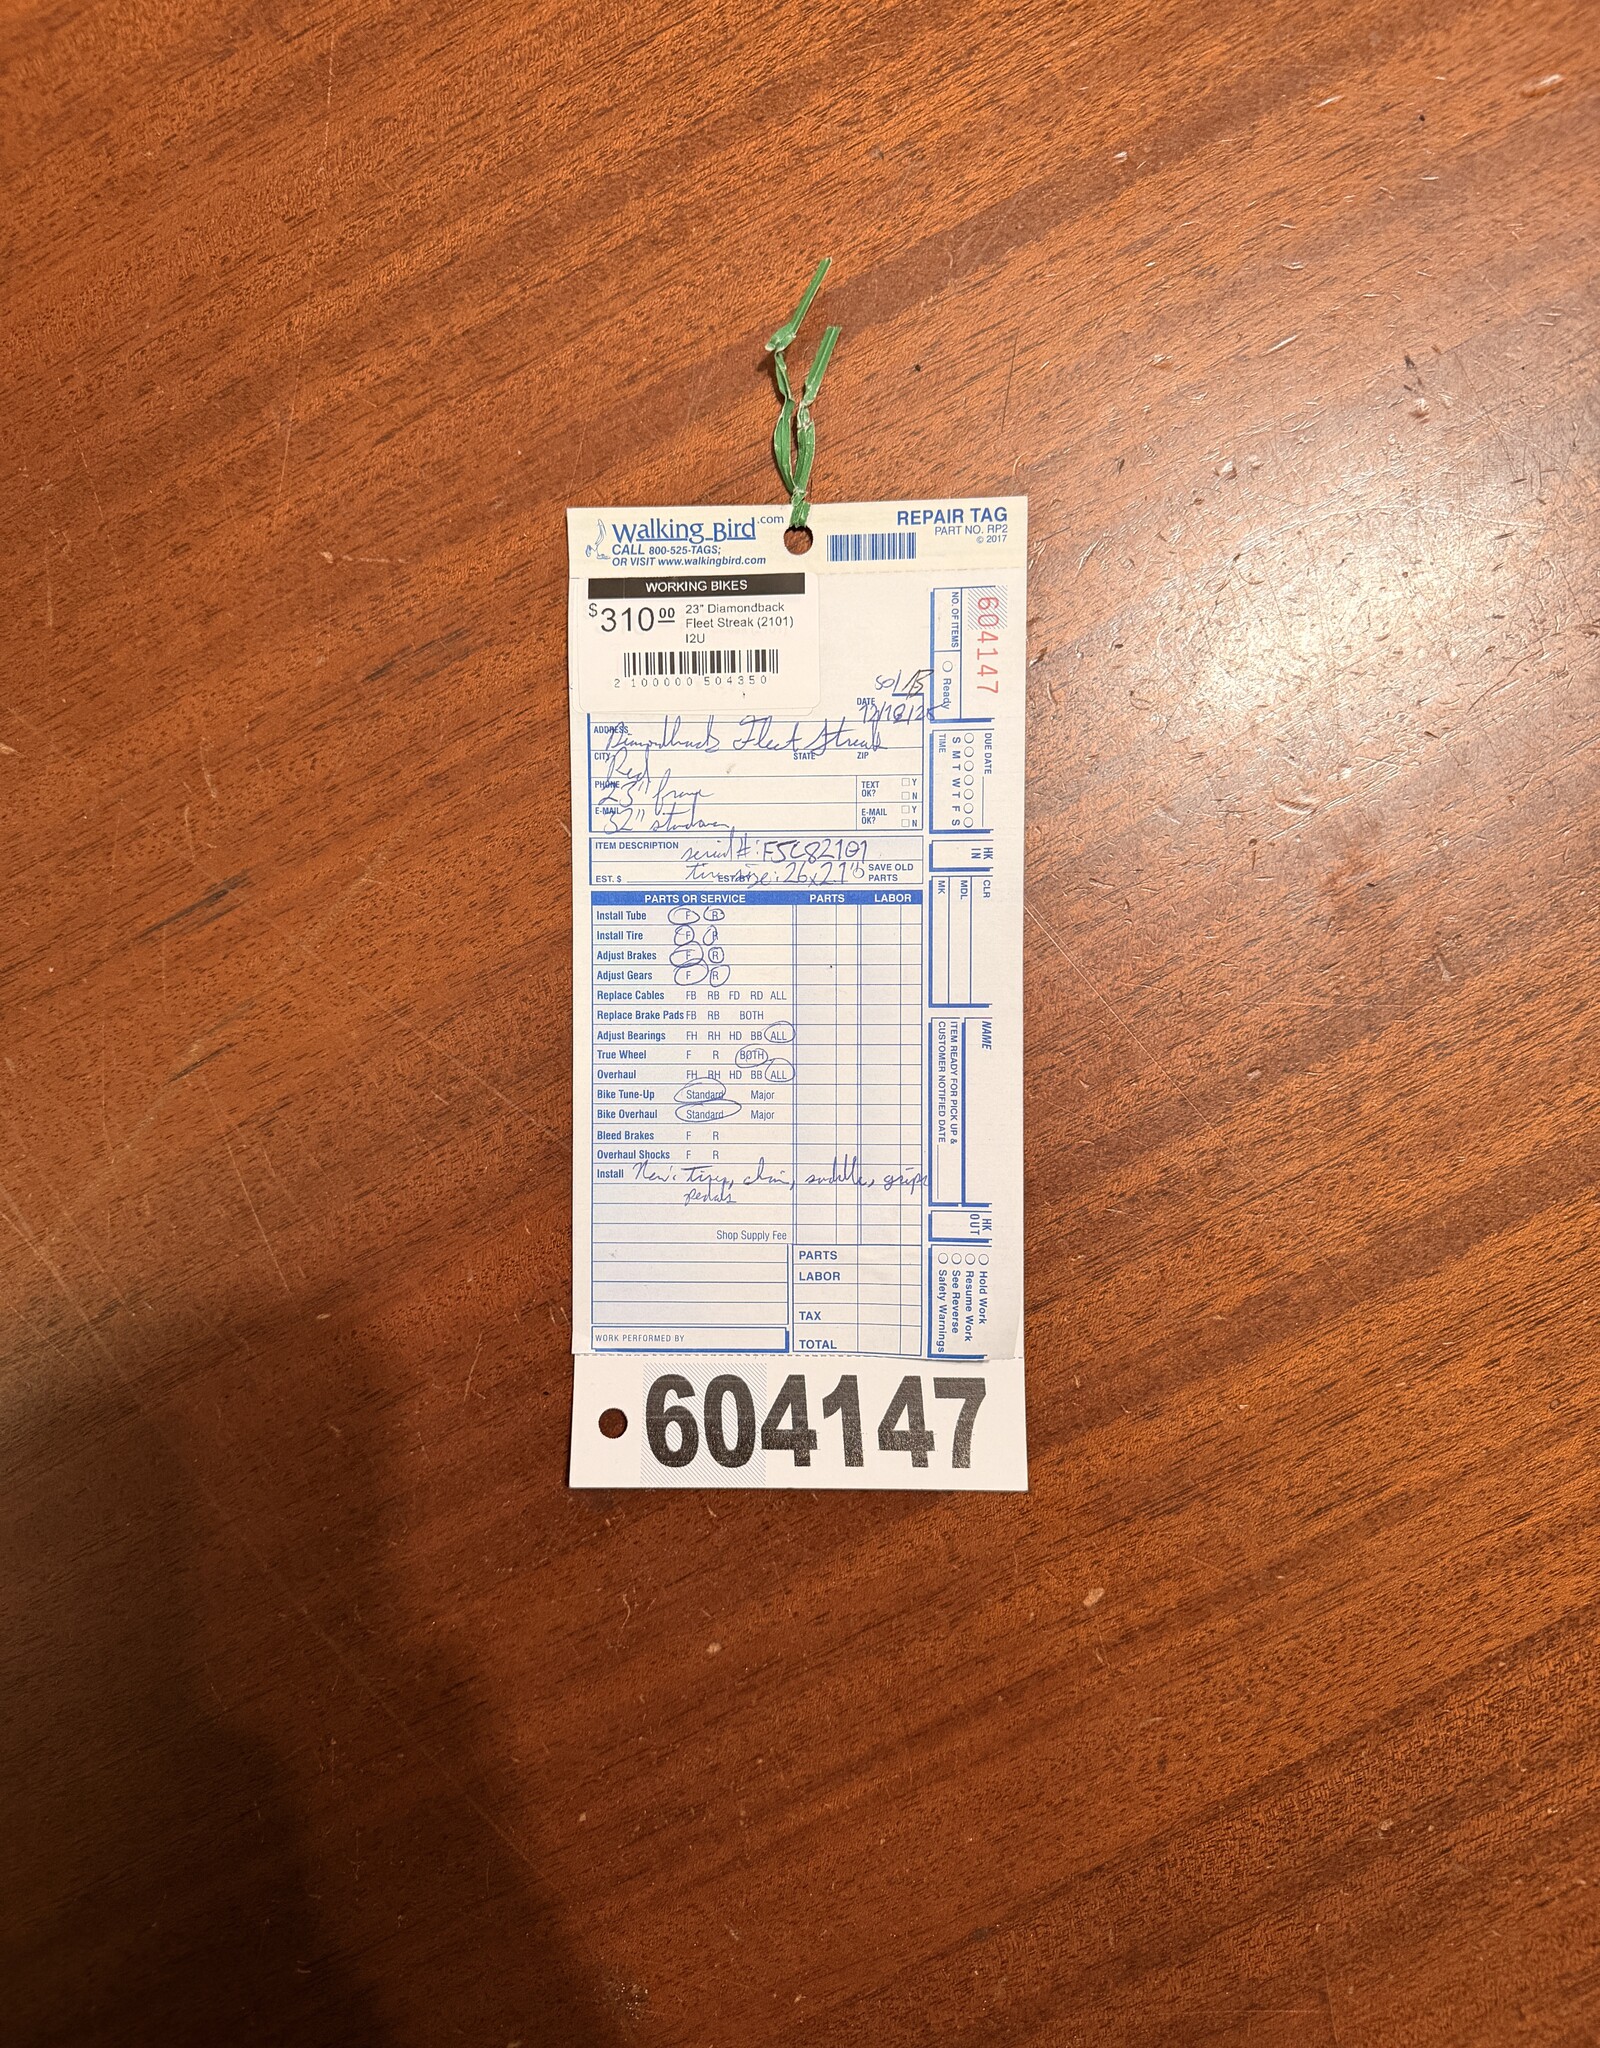 Walking Bird.com
CALL 800-525-TAGS;
OR VISIT www.walkingbird.com
REPAIR TAG
PART NO. RP2
© 2017
WORKING BIKES
$310.00
23" Diamondback
Fleet Streak (2101)
I2U
2 100000 504350
604147
NO. OF ITEMS
Ready
DATE
ADDRESS Diamondback Fleet Streak
CITY STATE ZIP
Red
PHONE 23" frame
TEXT OK? Y N
E-MAIL 32"
E-MAIL OK? Y N
ITEM DESCRIPTION serial #: F5C82101
EST. $ EST. BY tire size: SAVE OLD PARTS
PARTS OR SERVICE PARTS LABOR
Install Tube F R
Install Tire F R
Adjust Brakes F R
Adjust Gears F R
Replace Cables FB RB FD RD ALL
Replace Brake Pads FB RB BOTH
Adjust Bearings FH RH HD BB ALL
True Wheel F R BOTH
Overhaul FH RH HD BB ALL
Bike Tune-Up Standard Major
Bike Overhaul Standard Major
Bleed Brakes F R
Overhaul Shocks F R
Install New: tires, chain, saddle, grips
pedals
Shop Supply Fee
PARTS
LABOR
TAX
TOTAL
WORK PERFORMED BY
DUE DATE
S M T W T F S
TIME
HK IN
CLR
MDL
MK
NAME
ITEM READY FOR PICK UP &
CUSTOMER NOTIFIED DATE
HK OUT
Hold Work
Resume Work
See Reverse
Safety Warnings
604147